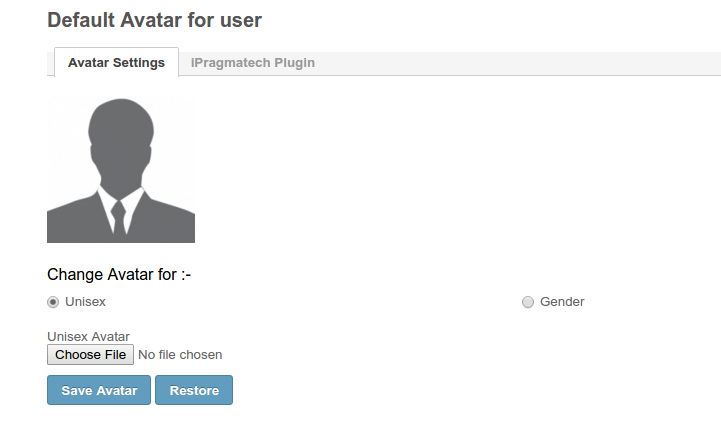 Default Avatar for user
Avatar Settings iPragmatech Plugin
Change Avatar for :-
Unisex Gender
Unisex Avatar
Choose File No file chosen
Save Avatar Restore